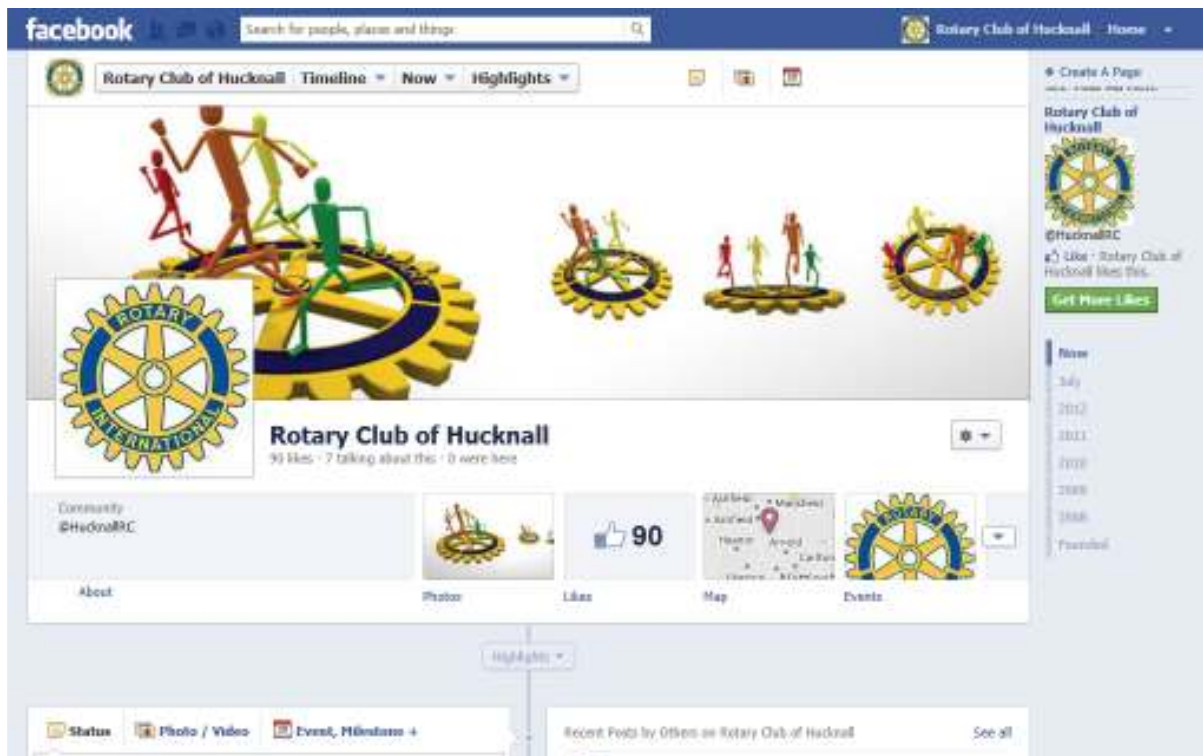 facebook
Search for people, places and things
Rotary Club of Hucknall Home
Rotary Club of Hucknall Timeline Now Highlights
Create A Page
Rotary Club of
Hucknall
@HucknallRC
Like · Rotary Club of
Hucknall likes this.
Get More Likes
Now
July
2012
2011
2010
2009
2008
Founded
ROTARY
INTERNATIONAL
Rotary Club of Hucknall
90 likes · 7 talking about this · 0 were here
Community
@HucknallRC
About
Photos
90
Likes
Mansfield
Arnold
Map
ROTARY
Events
Highlights
Status
Photo / Video
Event, Milestone +
Recent Posts by Others on Rotary Club of Hucknall
See all